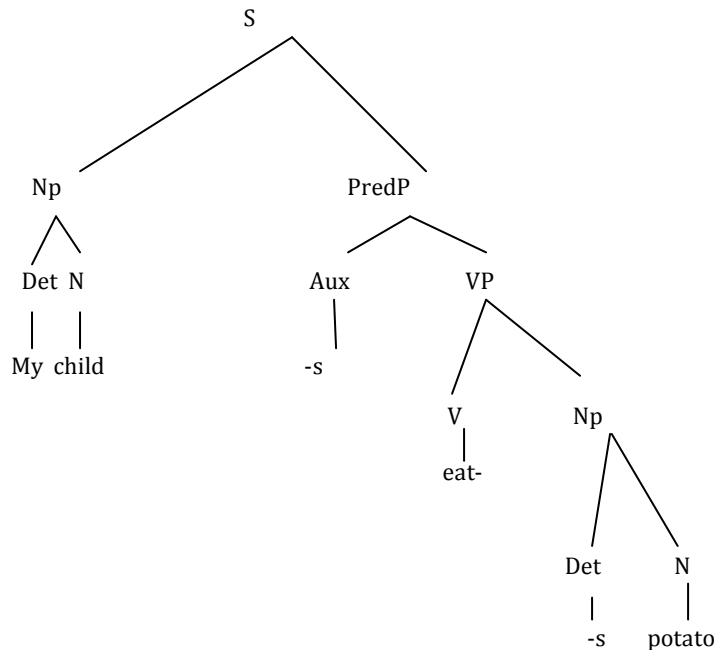 S
Np PredP
Det N Aux VP
My child -s
V Np
eat-
Det N
-s potato